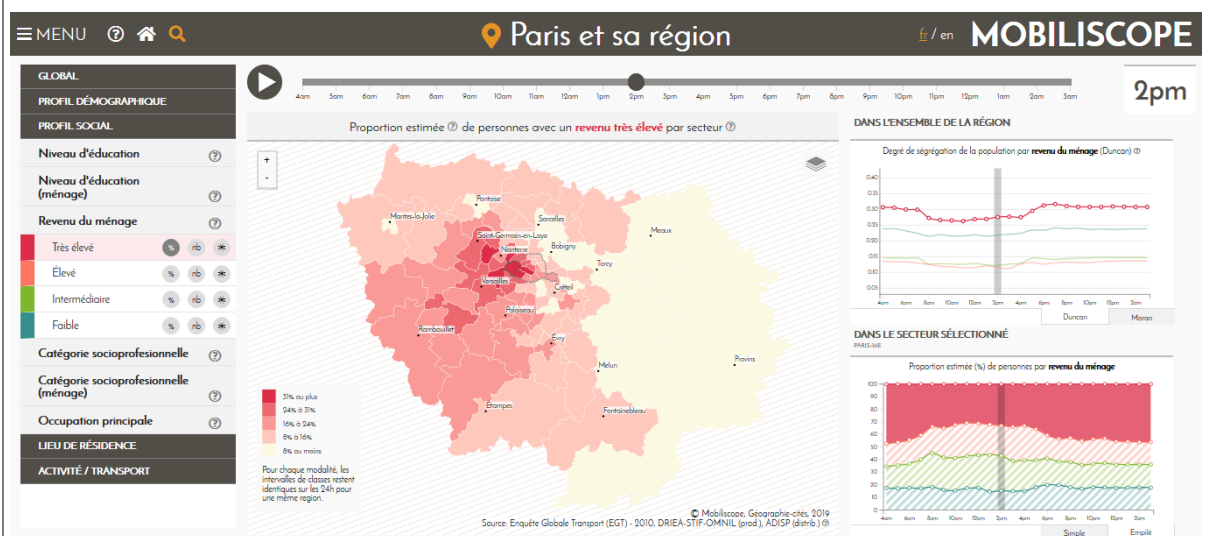 MENU
Paris et sa région
fr / en
MOBILISCOPE
GLOBAL
PROFIL DÉMOGRAPHIQUE
PROFIL SOCIAL
Niveau d'éducation
Niveau d'éducation
(ménage)
Revenu du ménage
Très élevé % nb
Élevé % nb
Intermédiaire % nb
Faible % nb
Catégorie socioprofesionnelle
Catégorie socioprofesionnelle
(ménage)
Occupation principale
LIEU DE RÉSIDENCE
ACTIVITÉ / TRANSPORT
4am 5am 6am 7am 8am 9am 10am 11am 12am 1pm 2pm 3pm 4pm 5pm 6pm 7pm 8pm 9pm 10pm 11pm 12pm 1am 2am 3am
2pm
Proportion estimée ? de personnes avec un revenu très élevé par secteur ?
+
-
Pontoise
Mantes-la-Jolie
Sarcelles
Meaux
Saint-Germain-en-Laye
Nanterre
Bobigny
Torcy
Versailles
Créteil
Palaiseau
Rambouillet
Évry
Melun
Provins
Étampes
Fontainebleau
31% ou plus
24% à 31%
16% à 24%
8% à 16%
8% ou moins
Pour chaque modalité, les
intervalles de classes restent
identiques sur les 24h pour
une même region.
© Mobiliscope, Géographie-cités, 2019
Source: Enquête Globale Transport (EGT) - 2010, DRIEA-STIF-OMNIL (prod.), ADISP (distrib.) ?
DANS L'ENSEMBLE DE LA RÉGION
Degré de ségrégation de la population par revenu du ménage (Duncan) ?
0.40
0.35
0.30
0.25
0.20
0.15
0.10
0.05
4am 6am 8am 10am 12am 2pm 4pm 6pm 8pm 10pm 12pm 2am
Duncan Moran
DANS LE SECTEUR SÉLECTIONNÉ
PARIS-16E
Proportion estimée (%) de personnes par revenu du ménage
100
90
80
70
60
50
40
30
20
10
0
4am 6am 8am 10am 12am 2pm 4pm 6pm 8pm 10pm 12pm 2am
Simple Empilé